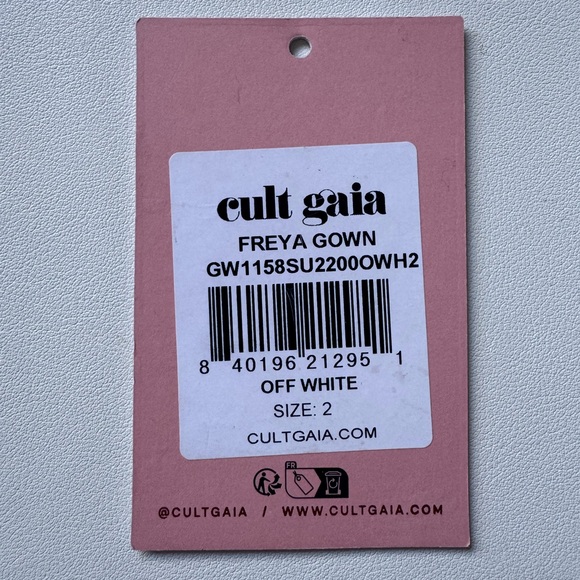 cult gaia
FREYA GOWN
GW1158SU2200OWH2
8 40196 21295 1
OFF WHITE
SIZE: 2
CULTGAIA.COM
FR
@CULTGAIA / WWW.CULTGAIA.COM